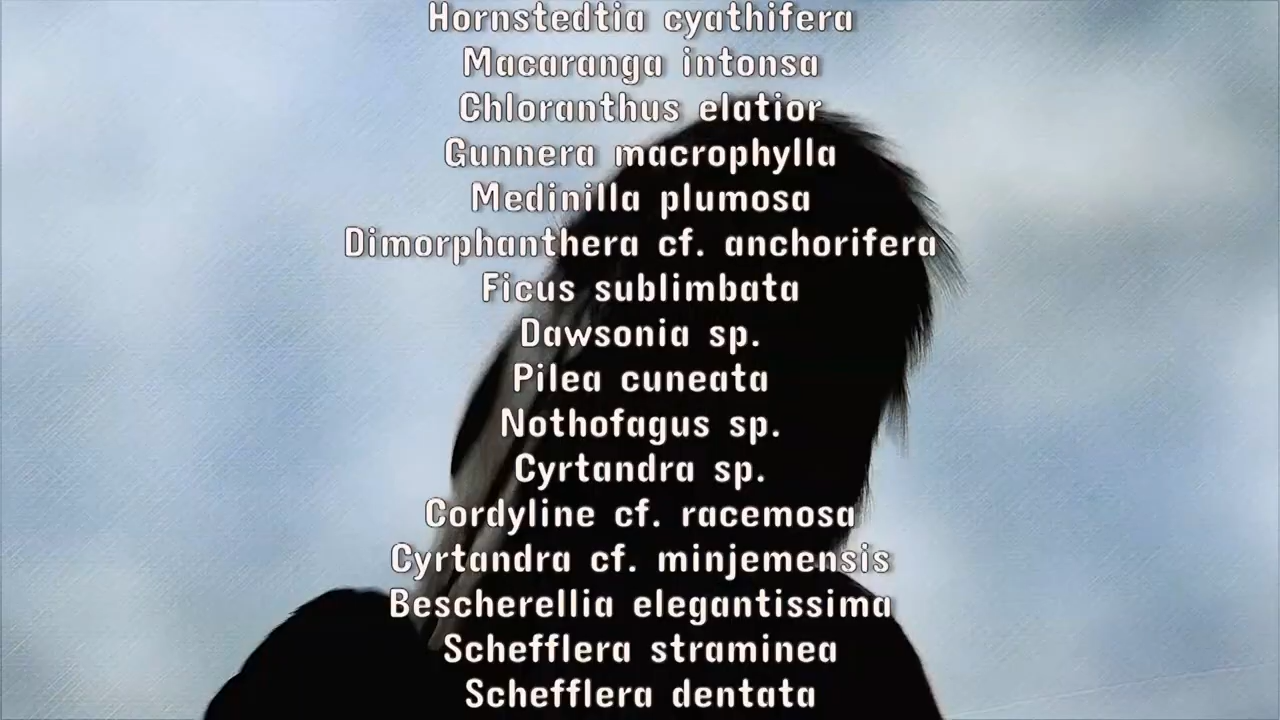 Hornstedtia cyathifera
Macaranga intonsa
Chloranthus elatior
Gunnera macrophylla
Medinilla plumosa
Dimorphanthera cf. anchorifera
Ficus sublimbata
Dawsonia sp.
Pilea cuneata
Nothofagus sp.
Cyrtandra sp.
Cordyline cf. racemosa
Cyrtandra cf. minjemensis
Bescherellia elegantissima
Schefflera straminea
Schefflera dentata